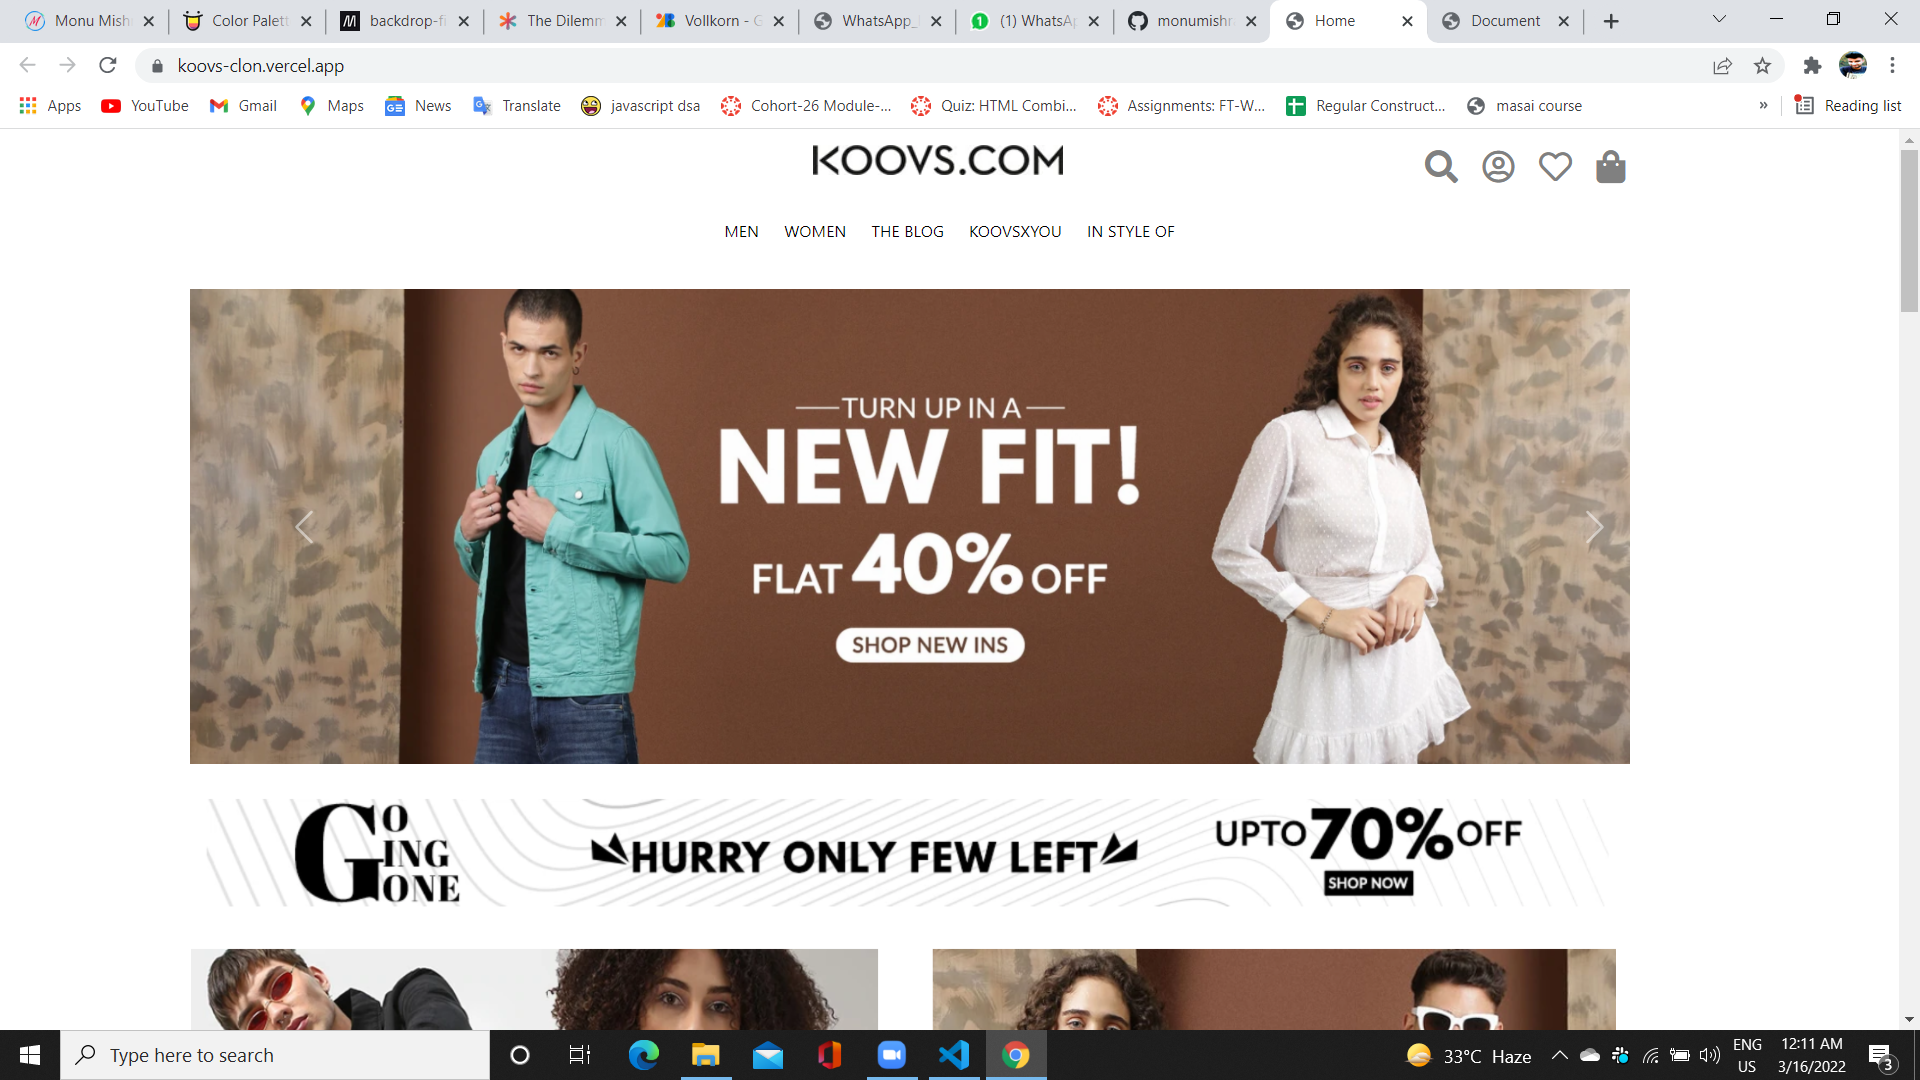 Monu Mish
Color Palett
backdrop-fi
The Dilemm
Vollkorn - G
WhatsApp_
(1) WhatsAp
monumishr
Home
Document
koovs-clon.vercel.app
Apps
YouTube
Gmail
Maps
News
Translate
javascript dsa
Cohort-26 Module-...
Quiz: HTML Combi...
Assignments: FT-W...
Regular Construct...
masai course
»
Reading list
KOOVS.COM
MEN WOMEN THE BLOG KOOVSXYOU IN STYLE OF
TURN UP IN A
NEW FIT!
FLAT 40% OFF
SHOP NEW INS
GO
ING
ONE
HURRY ONLY FEW LEFT
UPTO 70% OFF
SHOP NOW
Type here to search
33°C Haze
ENG
US
12:11 AM
3/16/2022
3